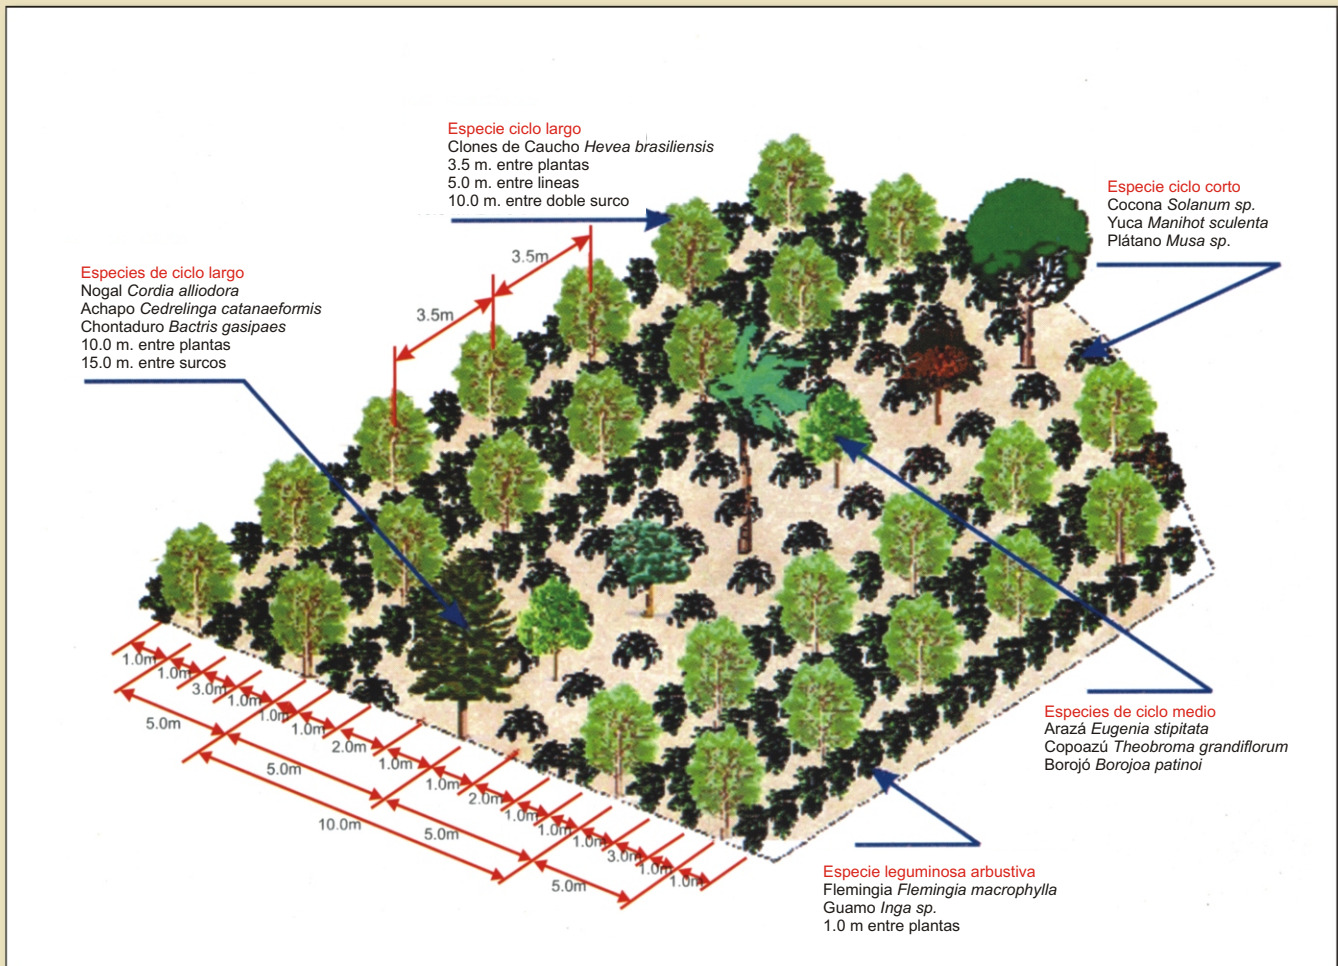 Especie ciclo largo
Clones de Caucho Hevea brasiliensis
3.5 m. entre plantas
5.0 m. entre lineas
10.0 m. entre doble surco
Especie ciclo corto
Cocona Solanum sp.
Yuca Manihot sculenta
Plátano Musa sp.
Especies de ciclo largo
Nogal Cordia alliodora
Achapo Cedrelinga catanaeformis
Chontaduro Bactris gasipaes
10.0 m. entre plantas
15.0 m. entre surcos
3.5m
3.5m
1.0m
1.0m
3.0m
1.0m
1.0m
1.0m
2.0m
1.0m
1.0m
2.0m
1.0m
1.0m
1.0m
3.0m
1.0m
1.0m
5.0m
5.0m
5.0m
5.0m
10.0m
Especies de ciclo medio
Arazá Eugenia stipitata
Copoazú Theobroma grandiflorum
Borojó Borojoa patinoi
Especie leguminosa arbustiva
Flemingia Flemingia macrophylla
Guamo Inga sp.
1.0 m entre plantas